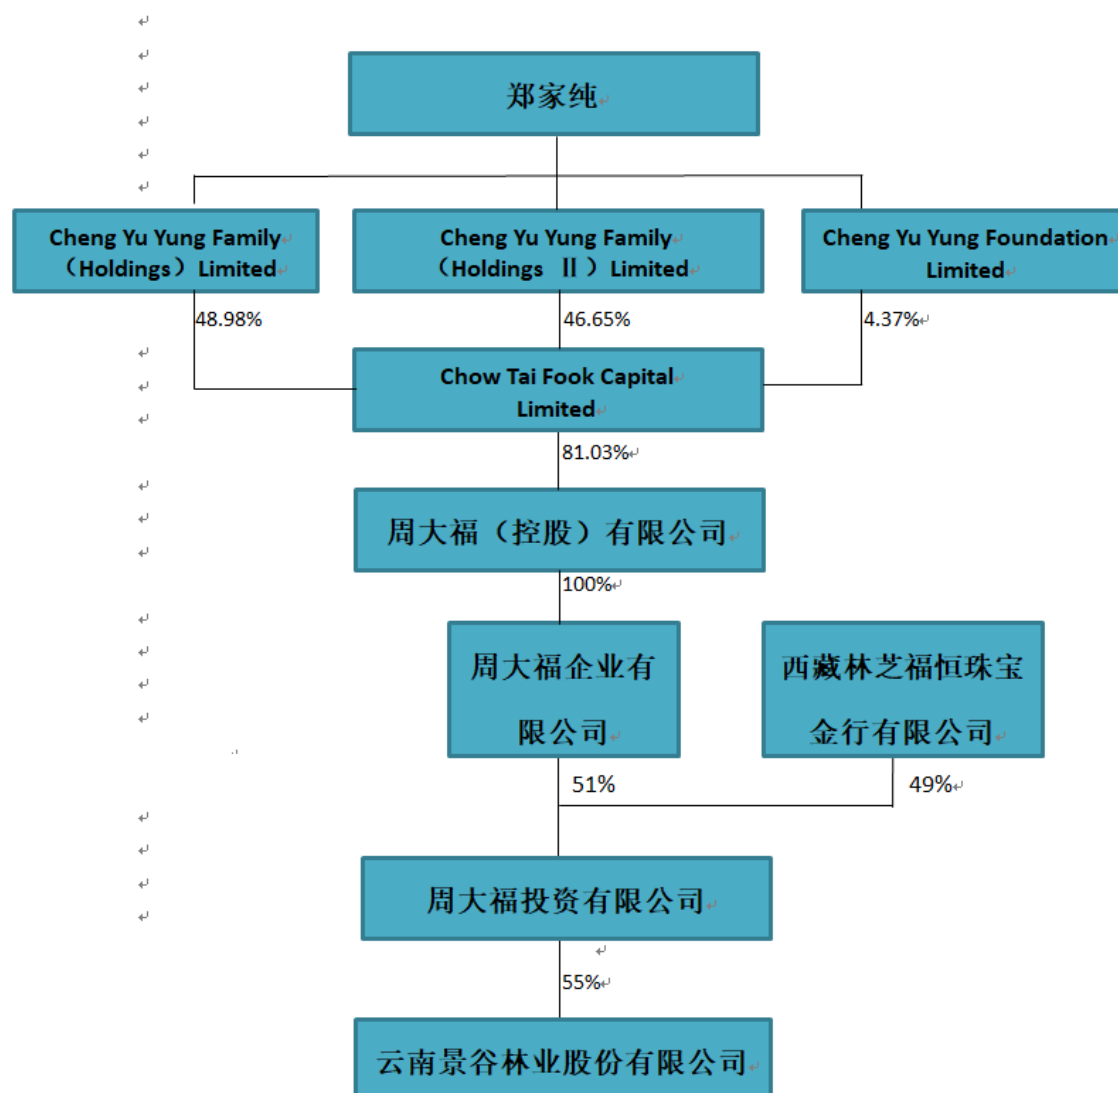 郑家纯
Cheng Yu Yung Family
（Holdings）Limited
Cheng Yu Yung Family
（Holdings Ⅱ）Limited
Cheng Yu Yung Foundation
Limited
48.98%
46.65%
4.37%
Chow Tai Fook Capital
Limited
81.03%
周大福（控股）有限公司
100%
周大福企业有
限公司
西藏林芝福恒珠宝
金行有限公司
51%
49%
周大福投资有限公司
55%
云南景谷林业股份有限公司